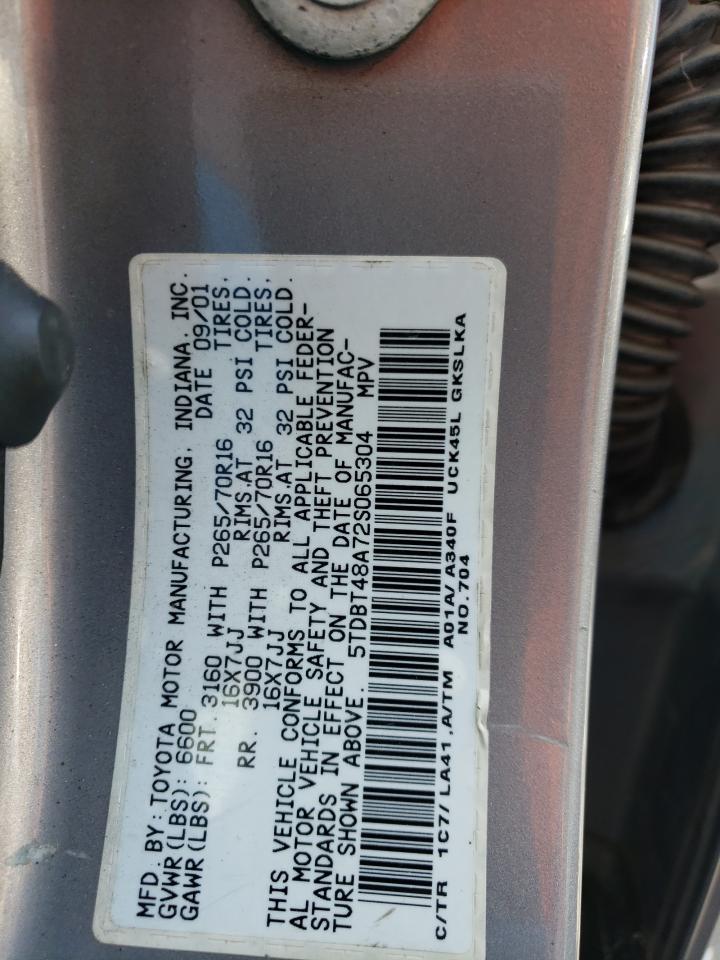 MFD. BY: TOYOTA MOTOR MANUFACTURING, INDIANA, INC.
GVWR(LBS): 6600 DATE 09/01
GAWR(LBS): FRT. 3160 WITH P265/70R16 TIRES,
16X7JJ RIMS.AT 32 PSI COLD.
RR. 3900 WITH P265/70R16 TIRES,
16X7JJ RIMS.AT 32 PSI COLD.
THIS VEHICLE CONFORMS TO ALL APPLICABLE FEDER-
AL MOTOR VEHICLE SAFETY AND THEFT PREVENTION
STANDARDS IN EFFECT ON THE DATE OF MANUFAC-
TURE SHOWN ABOVE. 5TDBT48A72S065304 MPV
C/TR 1C7/LA41,A/TM A01A/A340F UCK45L GKSLKA
NO.704